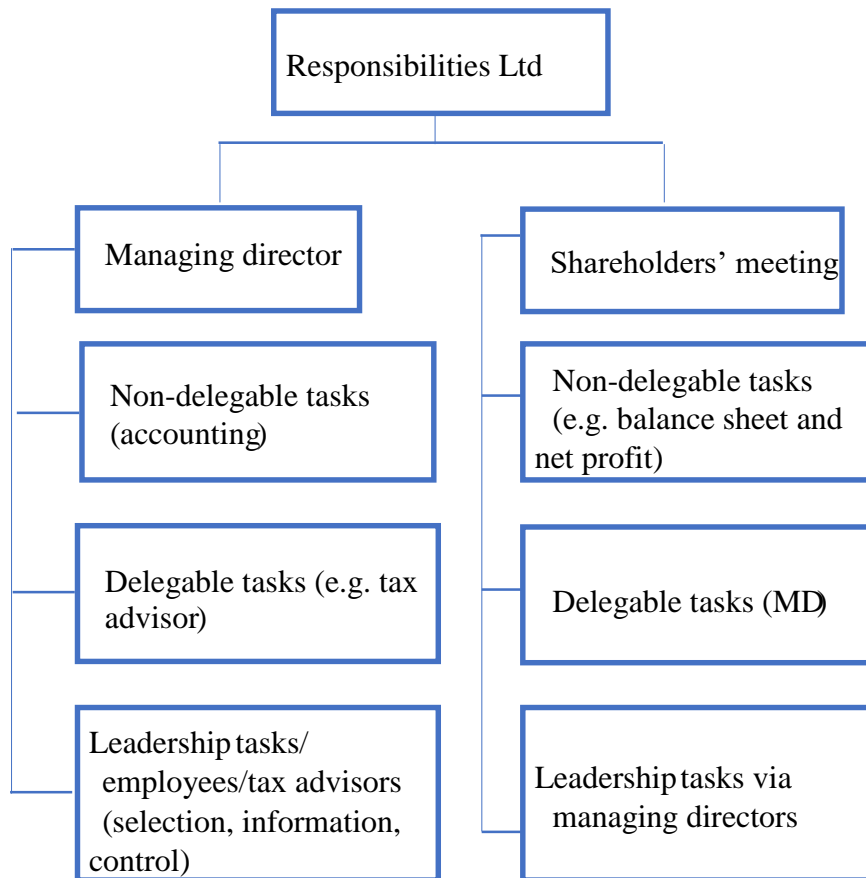 Responsibilities Ltd
Managing director
Non-delegable tasks
(accounting)
Delegable tasks (e.g. tax
advisor)
Leadership tasks/
employees/tax advisors
(selection, information,
control)
Shareholders’ meeting
Non-delegable tasks
(e.g. balance sheet and
net profit)
Delegable tasks (MD)
Leadership tasks via
managing directors